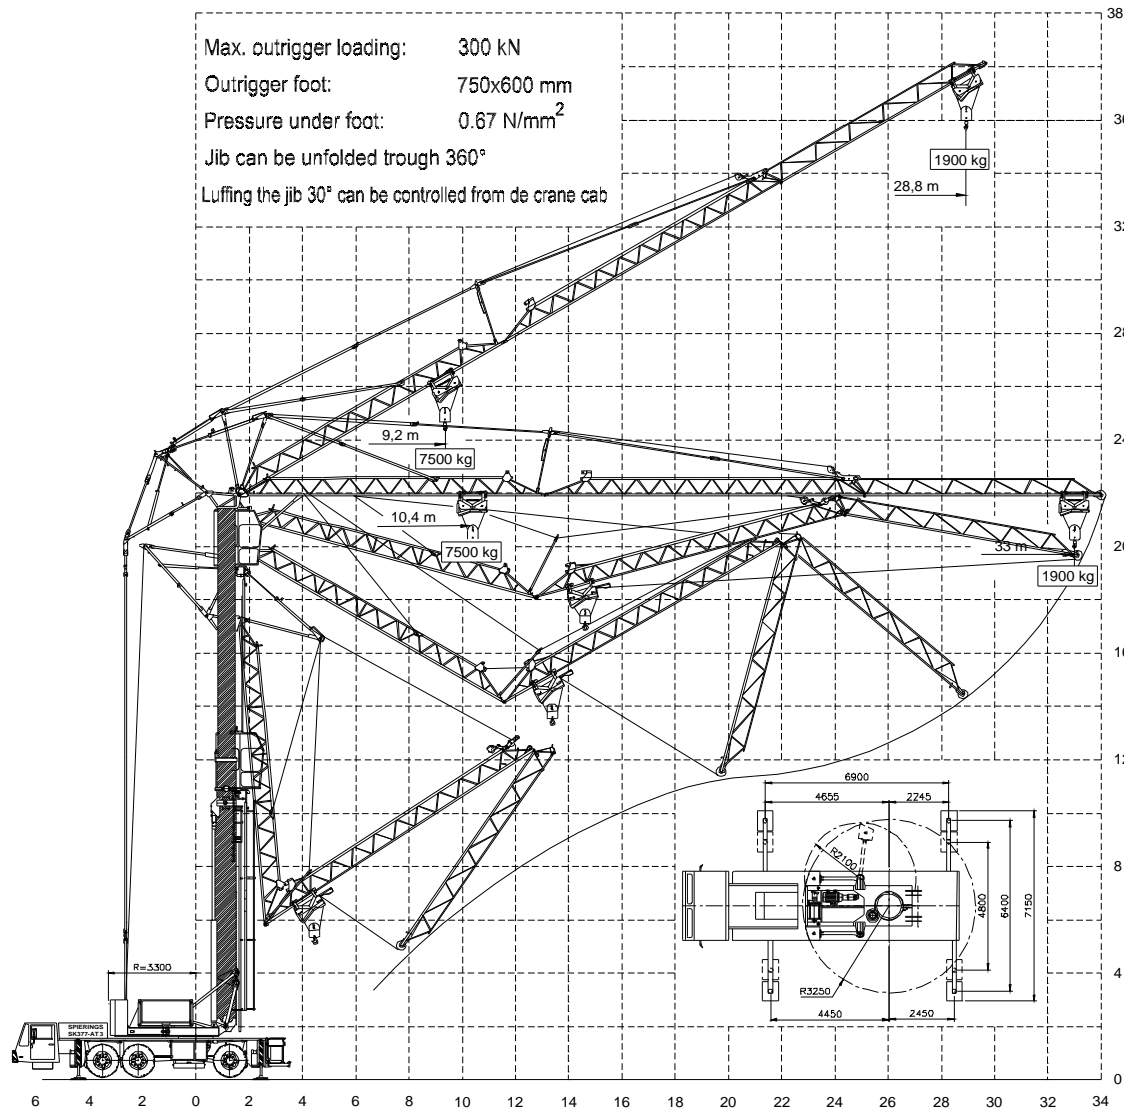 Max. outrigger loading: 300 kN
Outrigger foot: 750x600 mm
Pressure under foot: 0.67 N/mm2
Jib can be unfolded trough 360°
Luffing the jib 30° can be controlled from de crane cab
38
1900 kg
28,8 m
32
28
9,2 m
7500 kg
24
10,4 m
7500 kg
33 m
20
1900 kg
6900
4655
2245
R2100
8
4800
6400
7150
R=3300
R3250
4
4450
2450
SPIERINGS
SK377-AT3
0
6 4 2 0 2 4 6 8 10 12 14 16 18 20 22 24 26 28 30 32 34